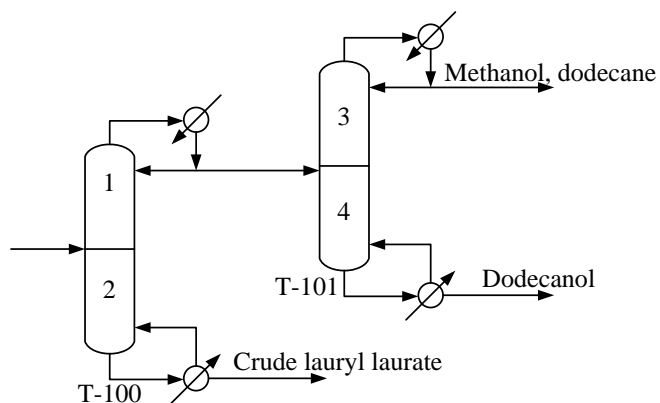 Methanol, dodecane
3
1
4
T-101
Dodecanol
2
Crude lauryl laurate
T-100